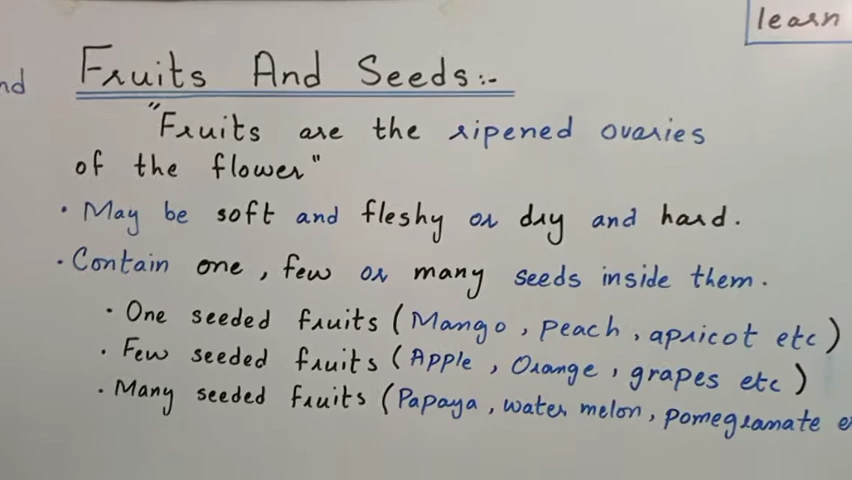 learn
nd
Fruits And Seeds:-
"Fruits are the ripened ovaries
of the flower"
• May be soft and fleshy or dry and hard.
• Contain one, few or many seeds inside them.
• One seeded fruits (Mango, peach, apricot etc)
• Few seeded fruits (Apple, Orange, grapes etc)
• Many seeded fruits (Papaya, water melon, pomegranate e